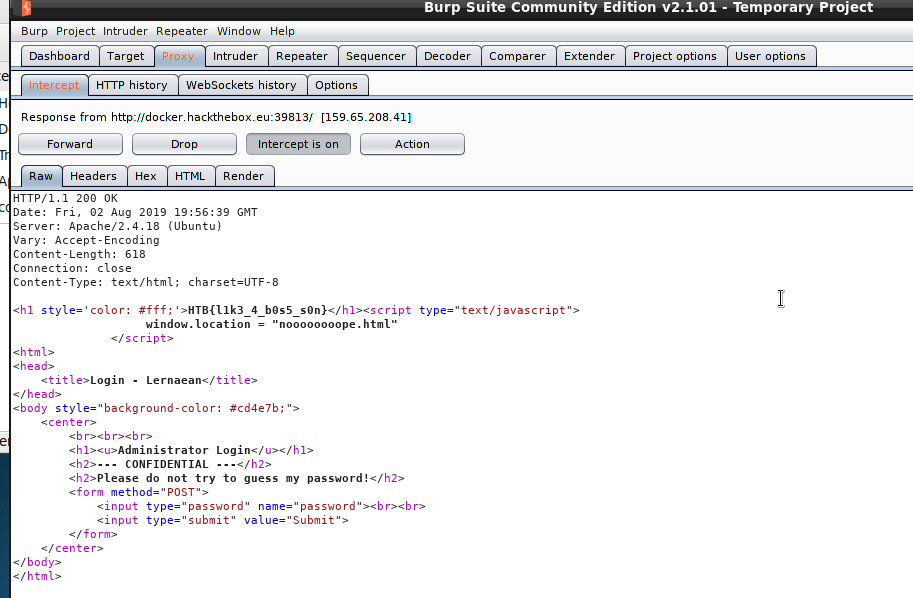 Burp Suite Community Edition v2.1.01 - Temporary Project
Burp Project Intruder Repeater Window Help
Dashboard Target Proxy Intruder Repeater Sequencer Decoder Comparer Extender Project options User options
Intercept HTTP history WebSockets history Options
Response from http://docker.hackthebox.eu:39813/ [159.65.208.41]
Forward Drop Intercept is on Action
Raw Headers Hex HTML Render
HTTP/1.1 200 OK
Date: Fri, 02 Aug 2019 19:56:39 GMT
Server: Apache/2.4.18 (Ubuntu)
Vary: Accept-Encoding
Content-Length: 618
Connection: close
Content-Type: text/html; charset=UTF-8
<h1 style='color: #fff;'>HTB{l1k3_4_b0s5_s0n}</h1><script type="text/javascript">
window.location = "noooooooope.html"
</script>
<html>
<head>
<title>Login - Lernaean</title>
</head>
<body style="background-color: #cd4e7b;">
<center>
<br><br><br>
<h1><u>Administrator Login</u></h1>
<h2>--- CONFIDENTIAL ---</h2>
<h2>Please do not try to guess my password!</h2>
<form method="POST">
<input type="password" name="password"><br><br>
<input type="submit" value="Submit">
</form>
</center>
</body>
</html>